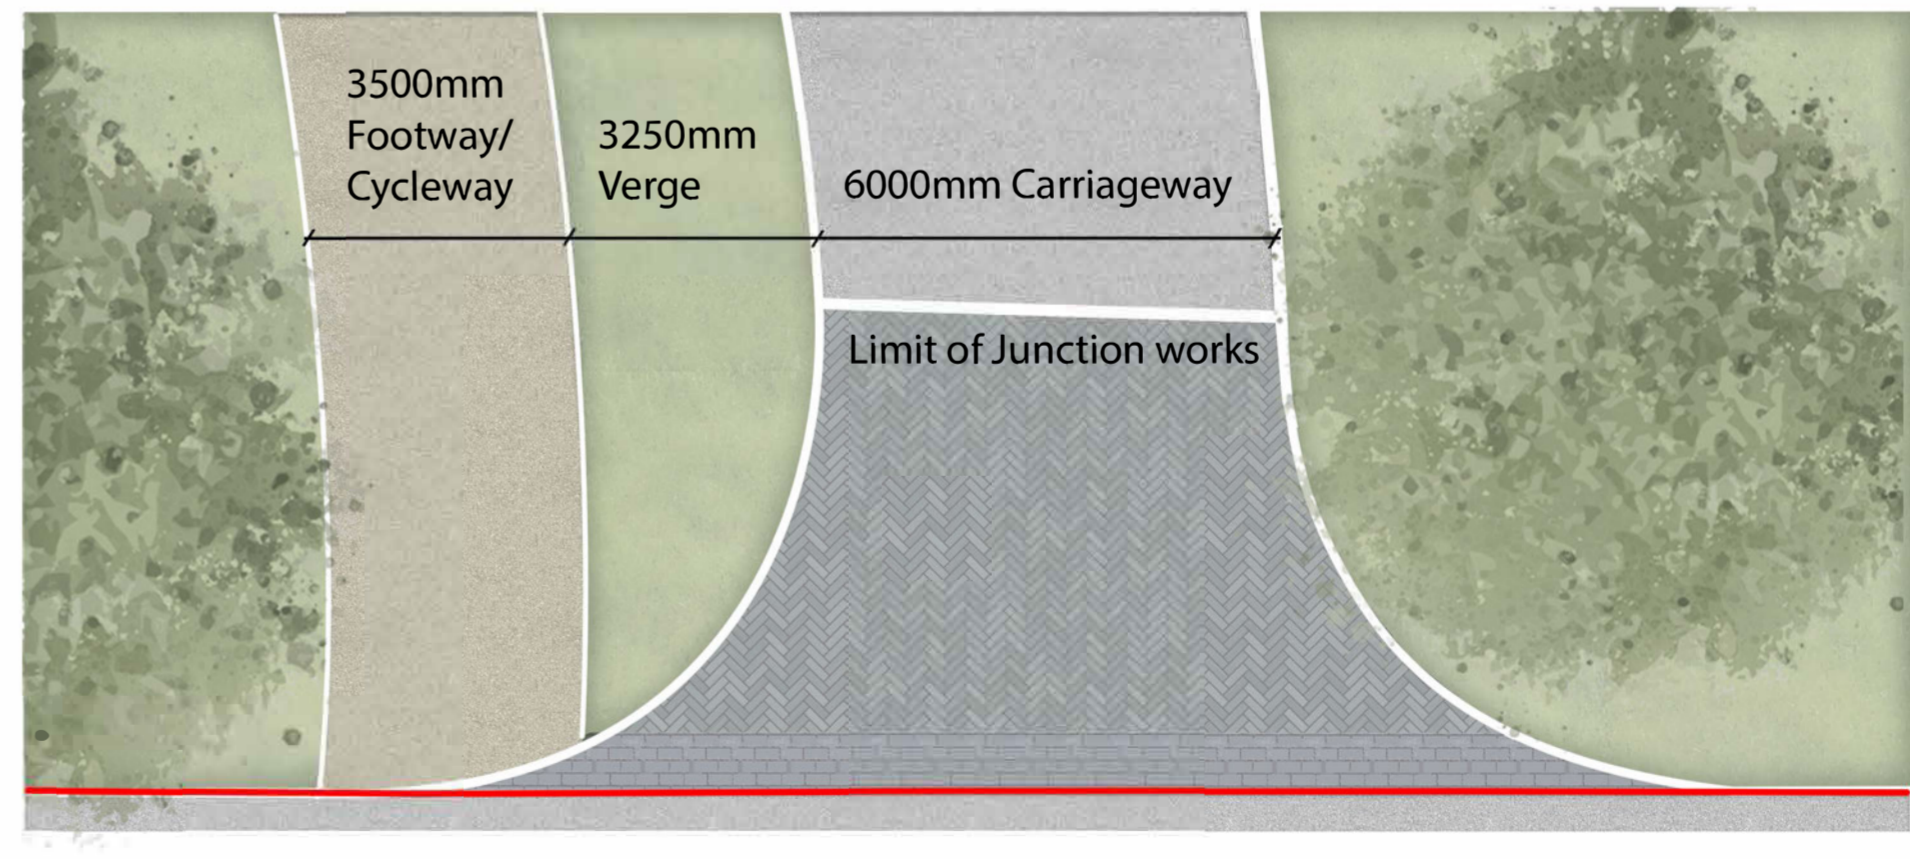 3500mm
Footway/
Cycleway
3250mm
Verge
6000mm Carriageway
Limit of Junction works